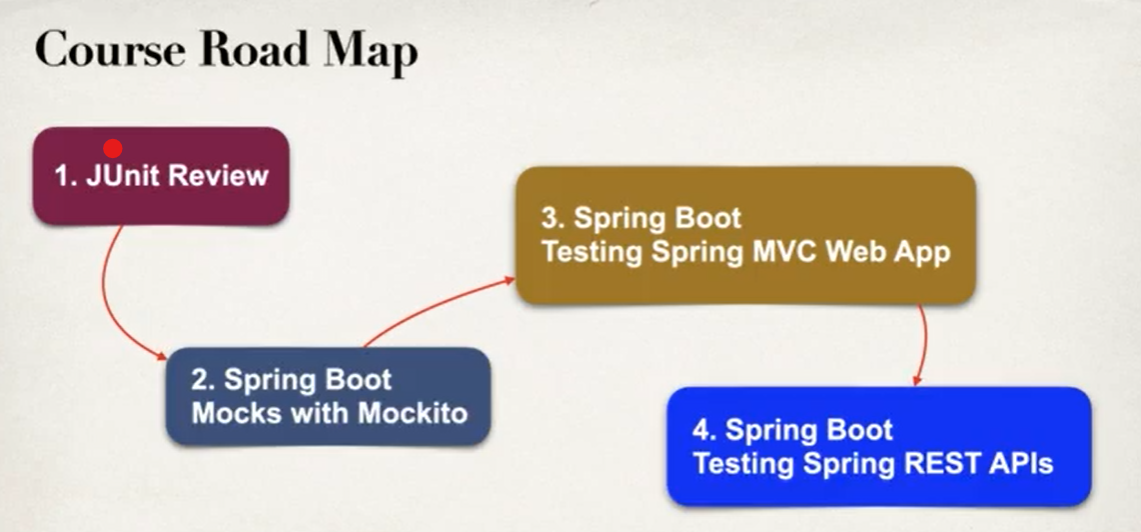 Course Road Map
1. JUnit Review
2. Spring Boot
Mocks with Mockito
3. Spring Boot
Testing Spring MVC Web App
4. Spring Boot
Testing Spring REST APIs